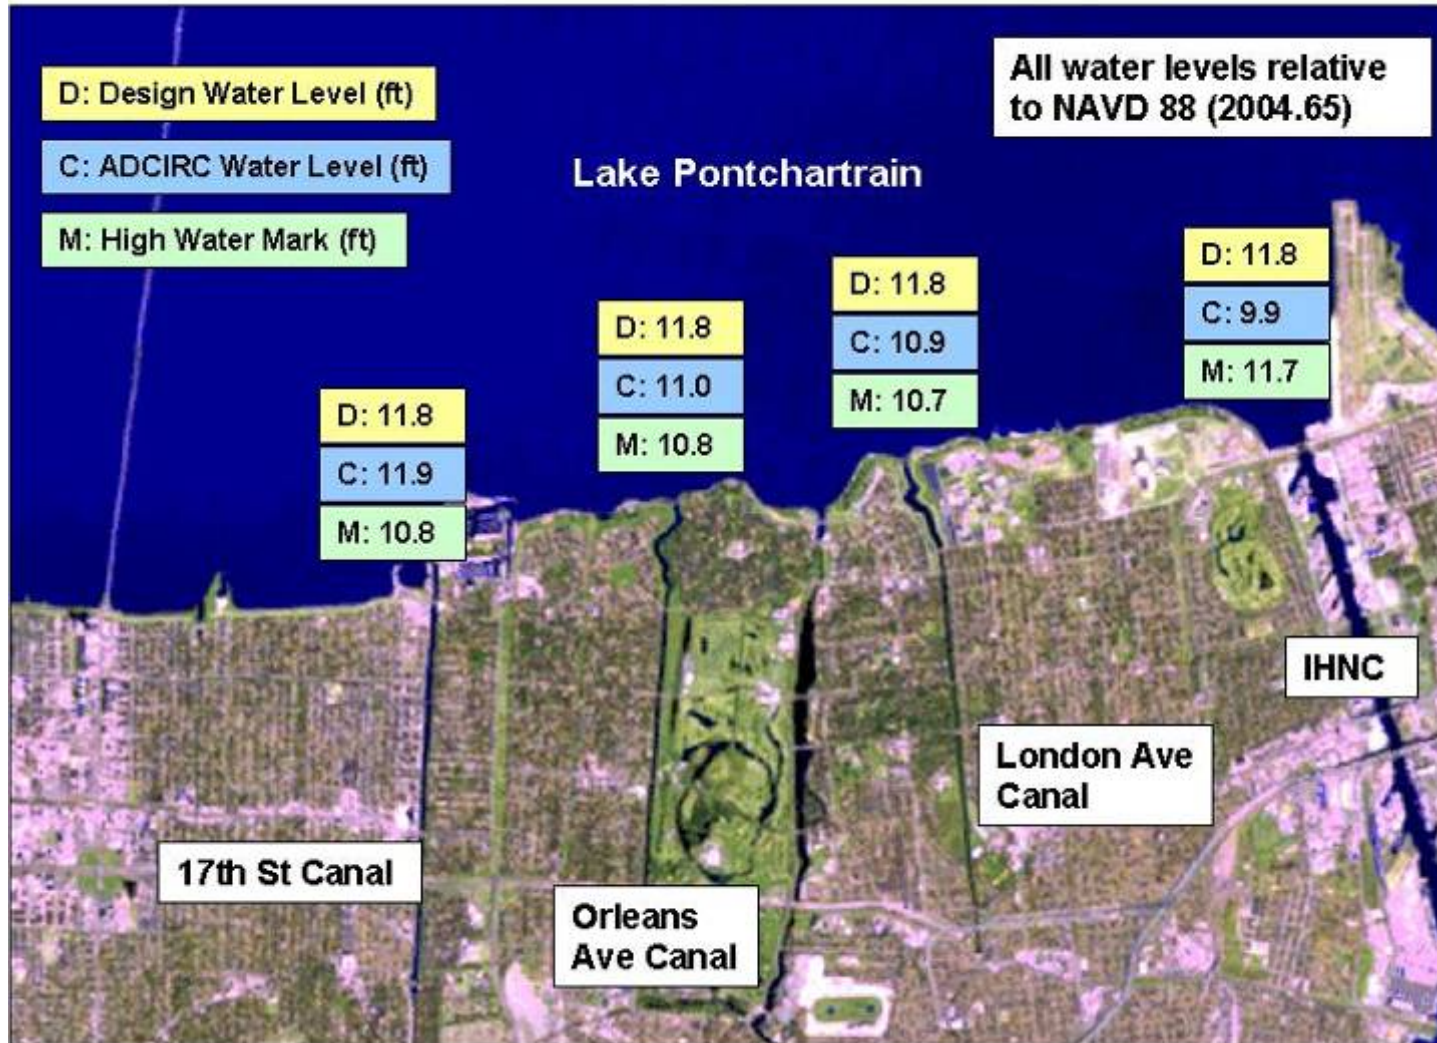 D: Design Water Level (ft)
C: ADCIRC Water Level (ft)
M: High Water Mark (ft)
All water levels relative
to NAVD 88 (2004.65)
Lake Pontchartrain
D: 11.8
C: 11.9
M: 10.8
D: 11.8
C: 11.0
M: 10.8
D: 11.8
C: 10.9
M: 10.7
D: 11.8
C: 9.9
M: 11.7
17th St Canal
Orleans
Ave Canal
London Ave
Canal
IHNC